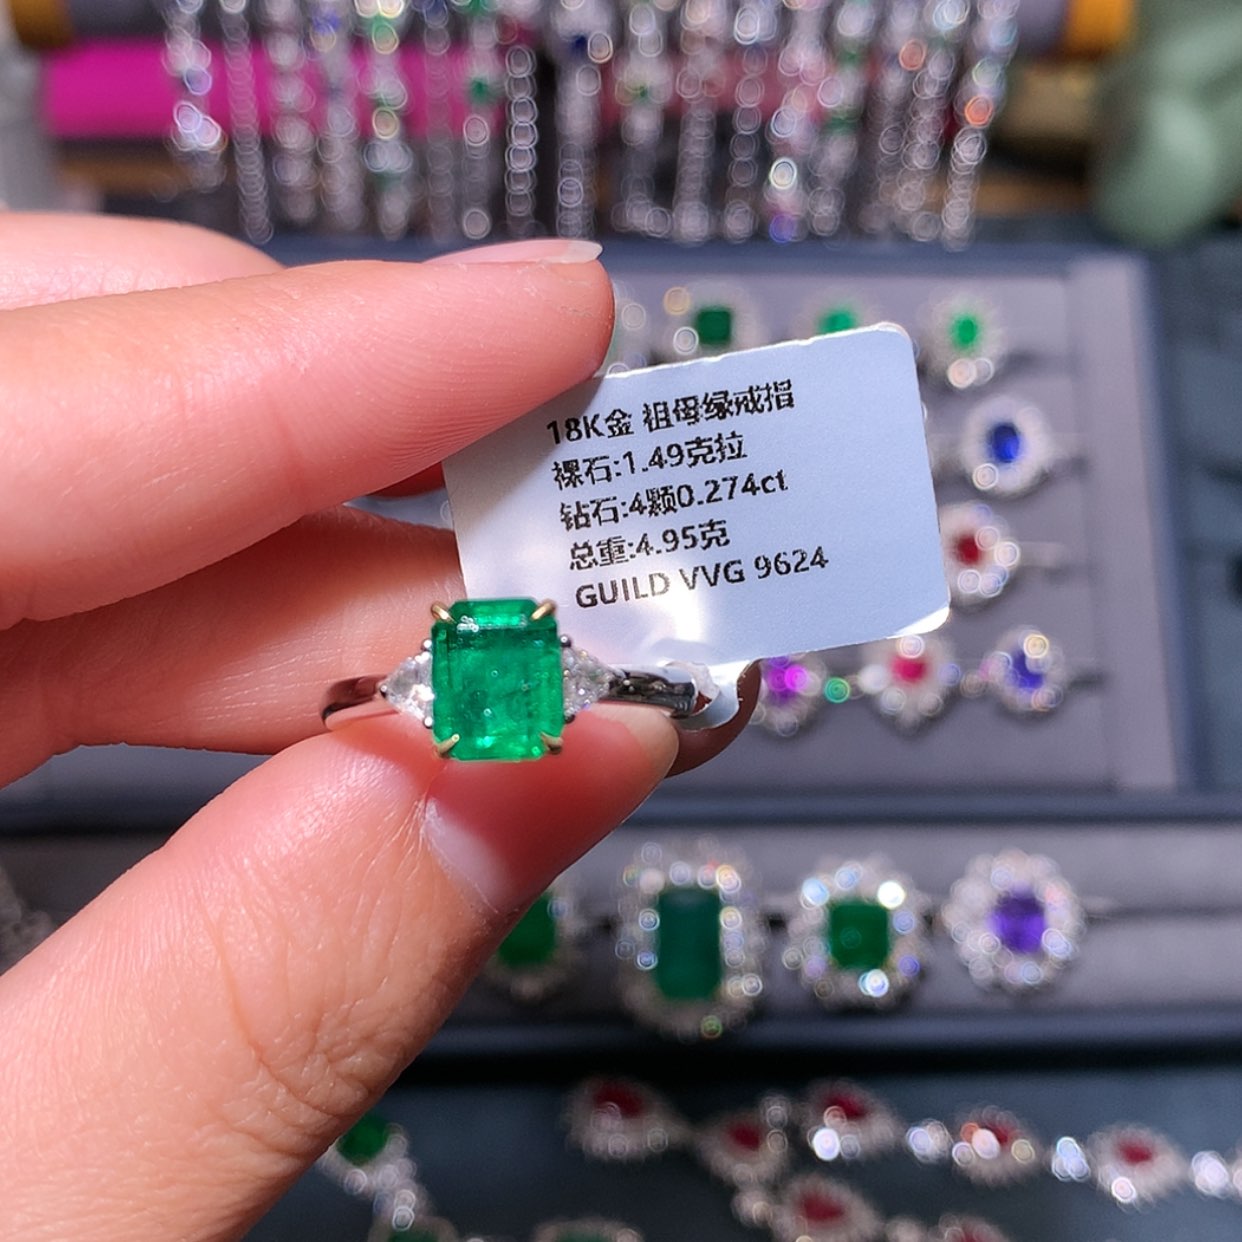 18K金 祖母缘戒指
裸石:1.49克拉
钻石:4颗0.274ct
总重:4.95克
GUILD VVG 9624